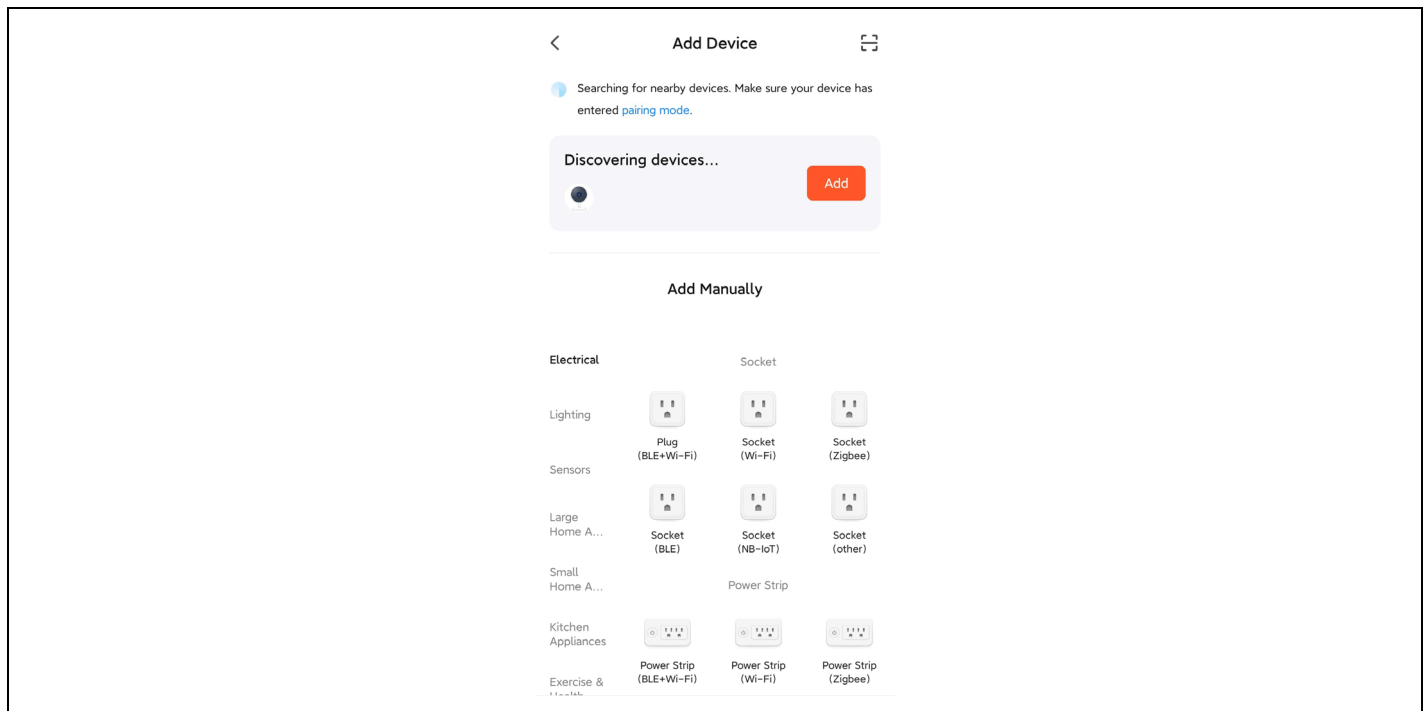 Add Device
Searching for nearby devices. Make sure your device has
entered pairing mode.
Discovering devices...
Add
Add Manually
Electrical
Lighting
Sensors
Large
Home A...
Small
Home A...
Kitchen
Appliances
Exercise &
Health
Socket
Plug
(BLE+Wi-Fi)
Socket
(Wi-Fi)
Socket
(Zigbee)
Socket
(BLE)
Socket
(NB-IoT)
Socket
(other)
Power Strip
Power Strip
(BLE+Wi-Fi)
Power Strip
(Wi-Fi)
Power Strip
(Zigbee)